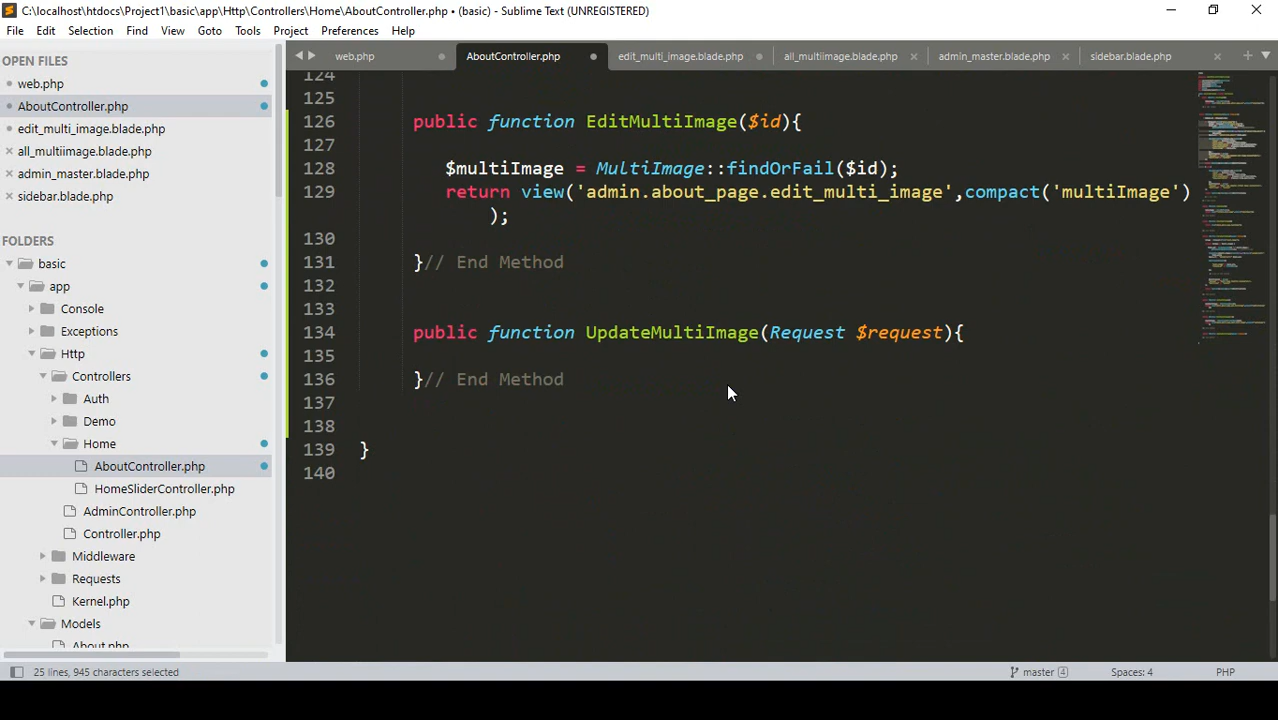 C:\localhost\htdocs\Project1\basic\app\Http\Controllers\Home\AboutController.php • (basic) - Sublime Text (UNREGISTERED)
File Edit Selection Find View Goto Tools Project Preferences Help
OPEN FILES
web.php
AboutController.php
edit_multi_image.blade.php
all_multiimage.blade.php
admin_master.blade.php
sidebar.blade.php
FOLDERS
basic
app
Console
Exceptions
Http
Controllers
Auth
Demo
Home
AboutController.php
HomeSliderController.php
AdminController.php
Controller.php
Middleware
Requests
Kernel.php
Models
About.php
web.php AboutController.php edit_multi_image.blade.php all_multiimage.blade.php admin_master.blade.php sidebar.blade.php
124
125
126 public function EditMultiImage($id){
127
128 $multiImage = MultiImage::findOrFail($id);
129 return view('admin.about_page.edit_multi_image',compact('multiImage')
);
130
131 }// End Method
132
133
134 public function UpdateMultiImage(Request $request){
135
136 }// End Method
137
138
139 }
140
25 lines, 945 characters selected master 4 Spaces: 4 PHP